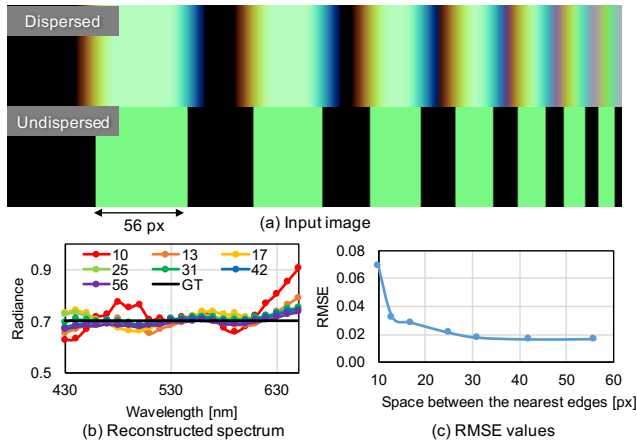 Dispersed
Undispersed
56 px
(a) Input image
10 13 17
25 31 42
56 GT
0.9
0.7
0.5
Radiance
430 530 630
Wavelength [nm]
(b) Reconstructed spectrum
0.08
0.06
0.04
0.02
0.00
RMSE
10 20 30 40 50 60
Space between the nearest edges [px]
(c) RMSE values